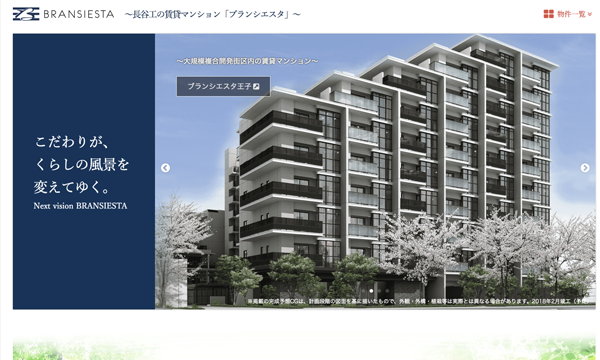 BRANSIESTA ～長谷工の賃貸マンション「ブランシエスタ」～
物件一覧
～大規模複合開発街区内の賃貸マンション～
ブランシエスタ王子
こだわりが、
くらしの風景を
変えてゆく。
Next vision BRANSIESTA
※掲載の完成予想CGは、計画段階の図面を基に描いたもので、外観・外構・植栽等は実際とは異なる場合があります。2018年2月竣工（予定）